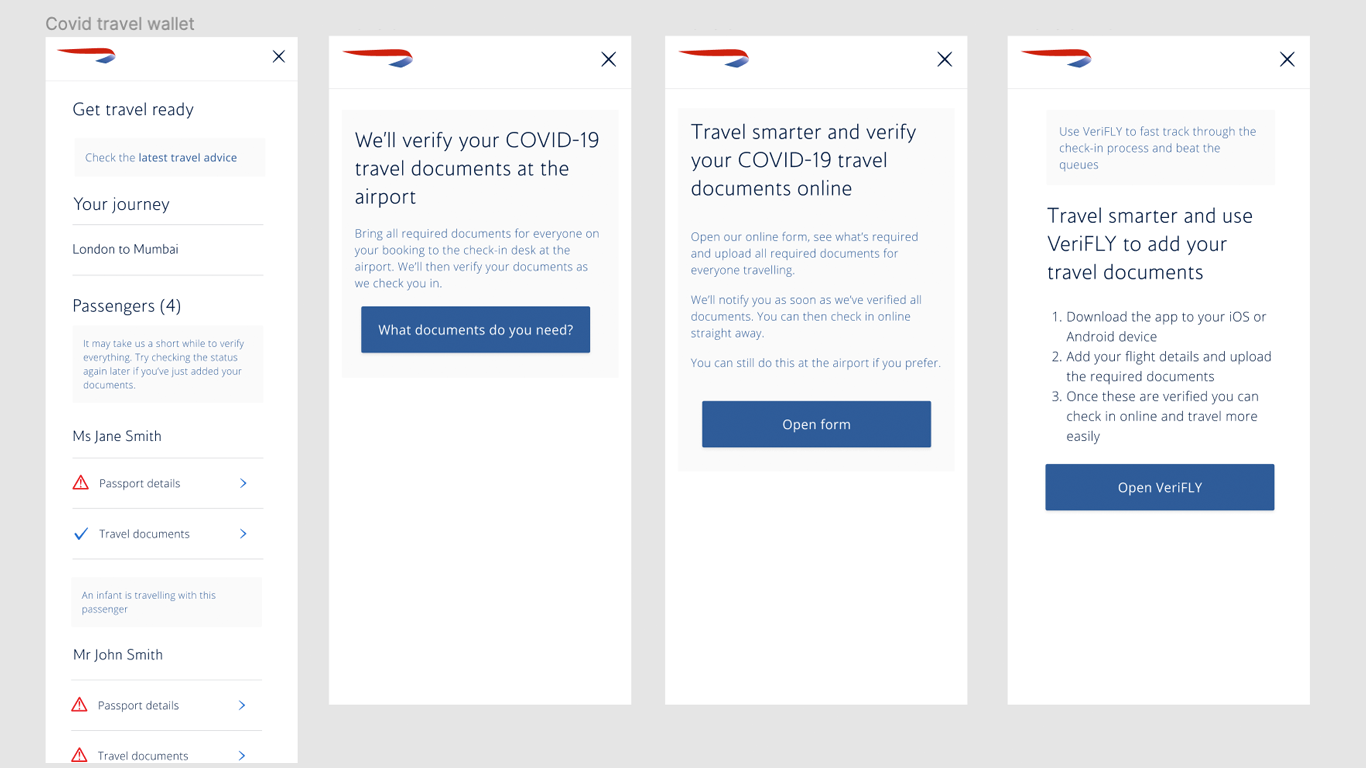 Covid travel wallet
Get travel ready
Check the latest travel advice
Your journey
London to Mumbai
Passengers (4)
It may take us a short while to verify
everything. Try checking the status
again later if you've just added your
documents.
Ms Jane Smith
Passport details
Travel documents
An infant is travelling with this
passenger
Mr John Smith
Passport details
Travel documents
We'll verify your COVID-19
travel documents at the
airport
Bring all required documents for everyone on
your booking to the check-in desk at the
airport. We'll then verify your documents as
we check you in.
What documents do you need?
Travel smarter and verify
your COVID-19 travel
documents online
Open our online form, see what's required
and upload all required documents for
everyone travelling.
We'll notify you as soon as we've verified all
documents. You can then check in online
straight away.
You can still do this at the airport if you prefer.
Open form
Use VeriFLY to fast track through the
check-in process and beat the
queues
Travel smarter and use
VeriFLY to add your
travel documents
1. Download the app to your iOS or
Android device
2. Add your flight details and upload
the required documents
3. Once these are verified you can
check in online and travel more
easily
Open VeriFLY